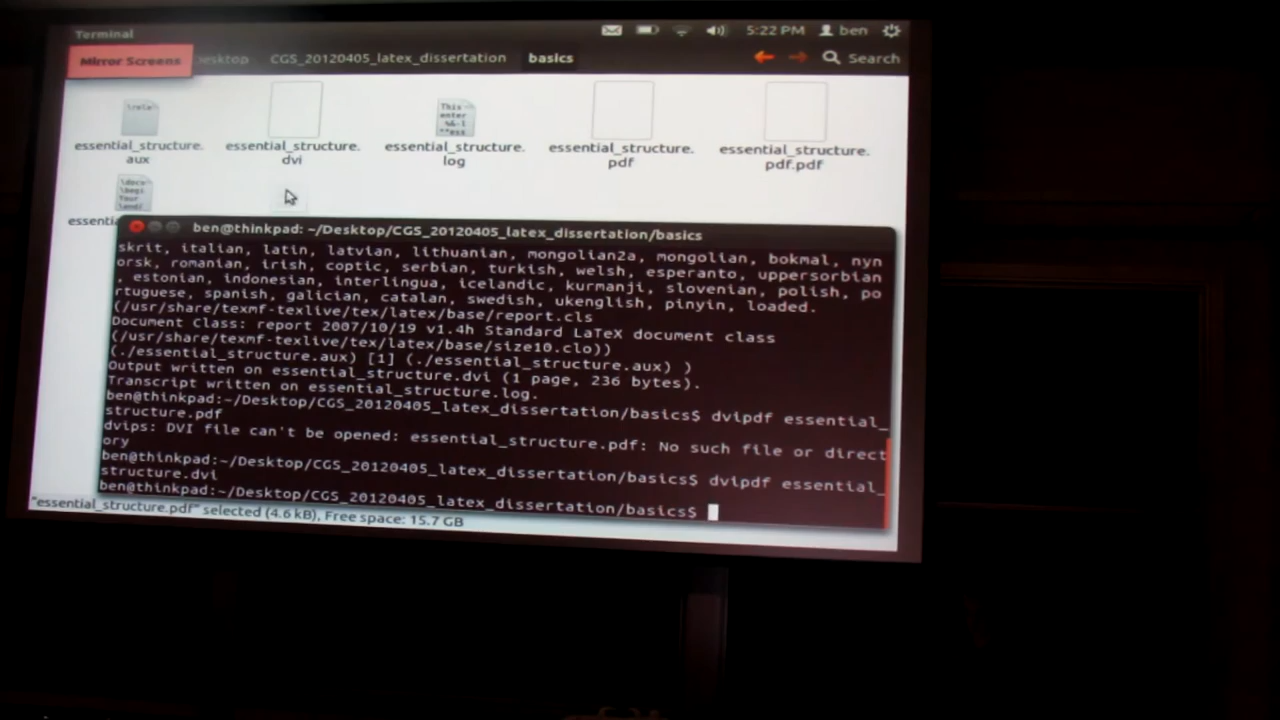 Terminal
5:22 PM ben
Mirror Screens
esktop CGS_20120405_latex_dissertation basics
Search
essential_structure.
aux
essential_structure.
dvi
This
enter
essential_structure.
log
essential_structure.
pdf
essential_structure.
pdf.pdf
\docu
\begi
Your
\end{
essentia
ben@thinkpad: ~/Desktop/CGS_20120405_latex_dissertation/basics
skrit, italian, latin, latvian, lithuanian, mongolian2a, mongolian, bokmal, nyn
orsk, romanian, irish, coptic, serbian, turkish, welsh, esperanto, uppersorbian
, estonian, indonesian, interlingua, icelandic, kurmanji, slovenian, polish, po
rtuguese, spanish, galician, catalan, swedish, ukenglish, pinyin, loaded.
(/usr/share/texmf-texlive/tex/latex/base/report.cls
Document Class: report 2007/10/19 v1.4h Standard LaTeX document class
(/usr/share/texmf-texlive/tex/latex/base/size10.clo))
(./essential_structure.aux) [1] (./essential_structure.aux) )
Output written on essential_structure.dvi (1 page, 236 bytes).
Transcript written on essential_structure.log.
ben@thinkpad:~/Desktop/CGS_20120405_latex_dissertation/basics$ dvipdf essential_
structure.pdf
dvips: DVI file can't be opened: essential_structure.pdf: No such file or direct
ory
ben@thinkpad:~/Desktop/CGS_20120405_latex_dissertation/basics$ dvipdf essential_
structure.dvi
ben@thinkpad:~/Desktop/CGS_20120405_latex_dissertation/basics$
"essential_structure.pdf" selected (4.6 kB), Free space: 15.7 GB